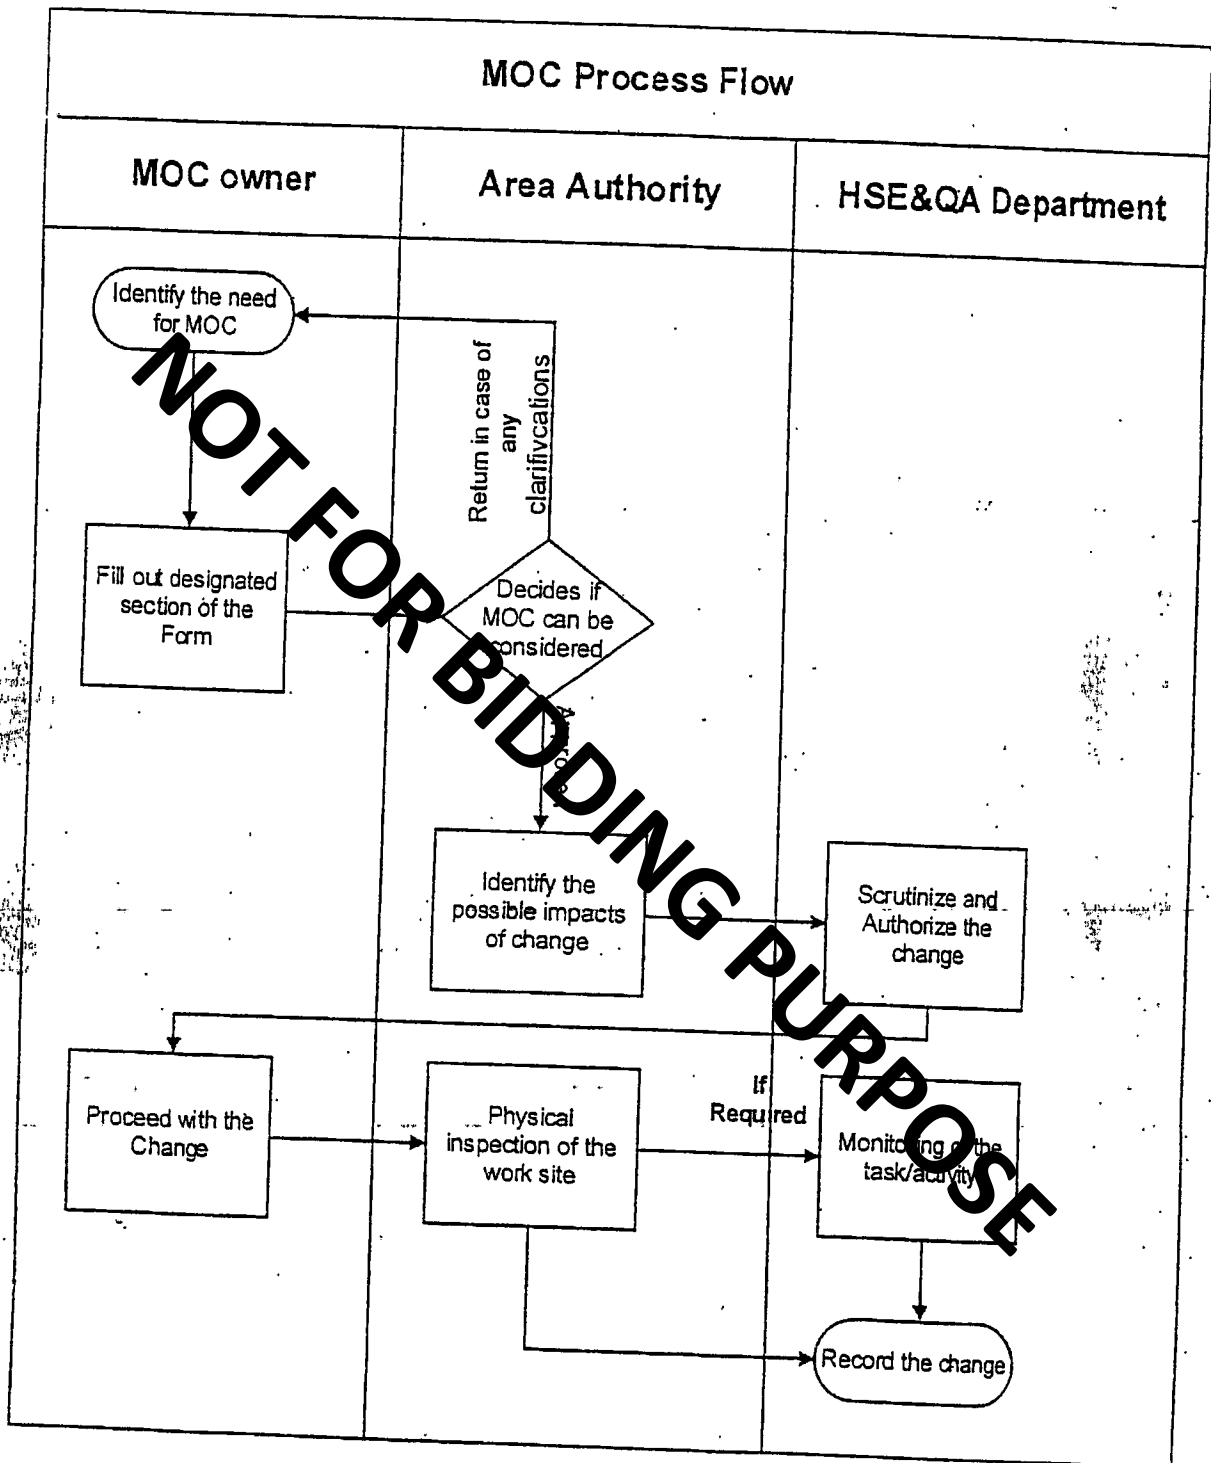 MOC Process Flow
MOC owner
Area Authority
HSE&QA Department
Identify the need
for MOC
Return in case of
any
clarifivcations
Fill out designated
section of the
Form
Decides if
MOC can be
considered
Identify the
possible impacts
of change
Scrutinize and
Authorize the
change
Proceed with the
Change
Physical
inspection of the
work site
If
Required
Monitoring of the
task/activity
Record the change
NOT FOR BIDDING PURPOSE